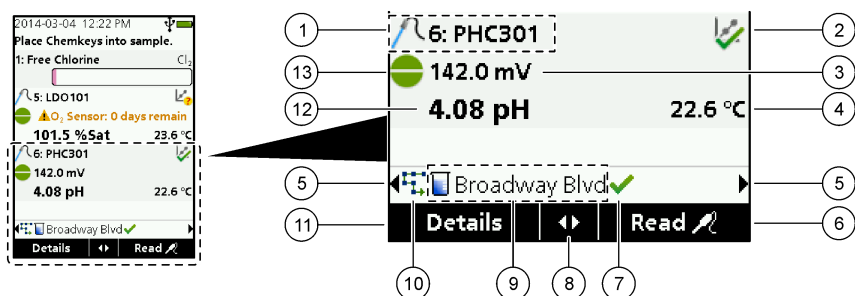 2014-03-04 12:22 PM
Place Chemkeys into sample.
1: Free Chlorine Cl2
5: LDO101
O2 Sensor: 0 days remain
101.5 %Sat 23.6 °C
6: PHC301
142.0 mV
4.08 pH 22.6 °C
Broadway Blvd
Details Read
1 6: PHC301 2
13 142.0 mV 3
12 4.08 pH 22.6 °C 4
5 Broadway Blvd 5
11 Details Read 6
10 9 8 7